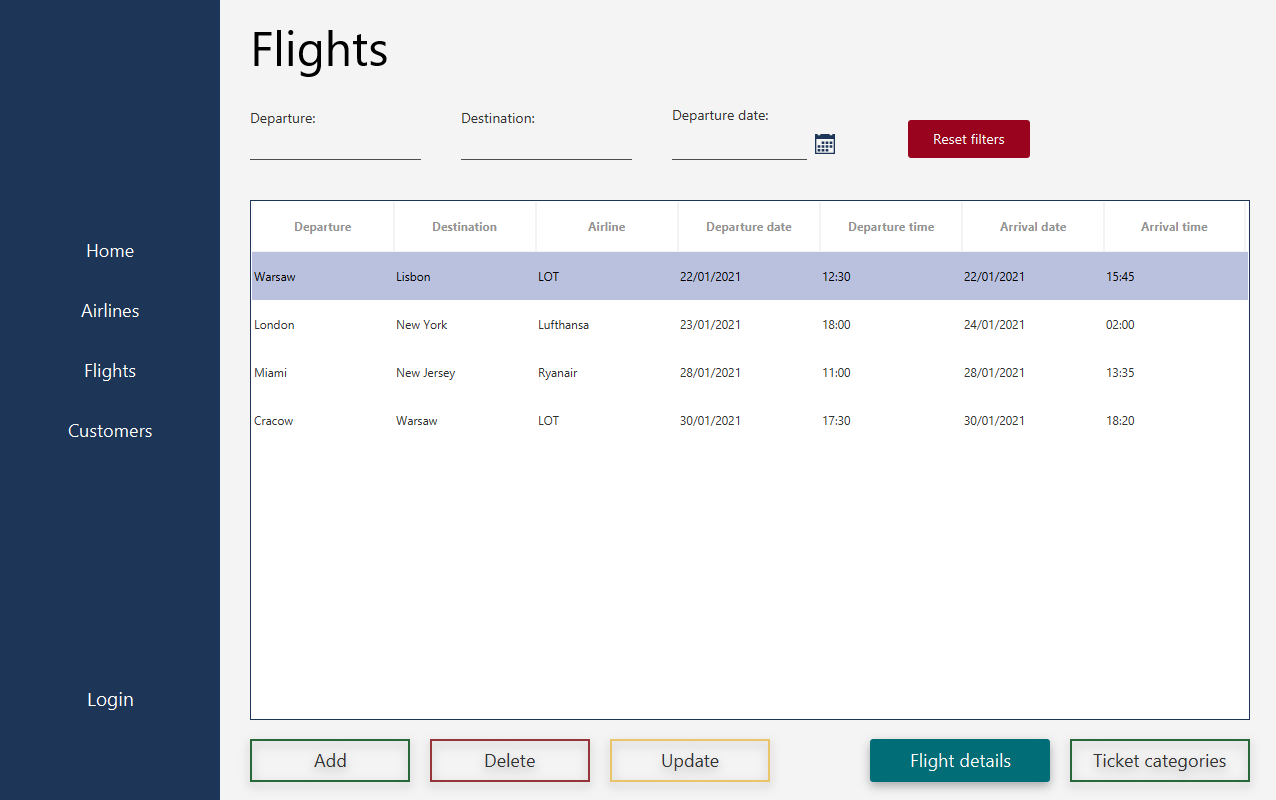 Flights
Departure:
Destination:
Departure date:
Reset filters
Home
Airlines
Flights
Customers
Login
Departure Destination Airline Departure date Departure time Arrival date Arrival time
Warsaw Lisbon LOT 22/01/2021 12:30 22/01/2021 15:45
London New York Lufthansa 23/01/2021 18:00 24/01/2021 02:00
Miami New Jersey Ryanair 28/01/2021 11:00 28/01/2021 13:35
Cracow Warsaw LOT 30/01/2021 17:30 30/01/2021 18:20
Add
Delete
Update
Flight details
Ticket categories